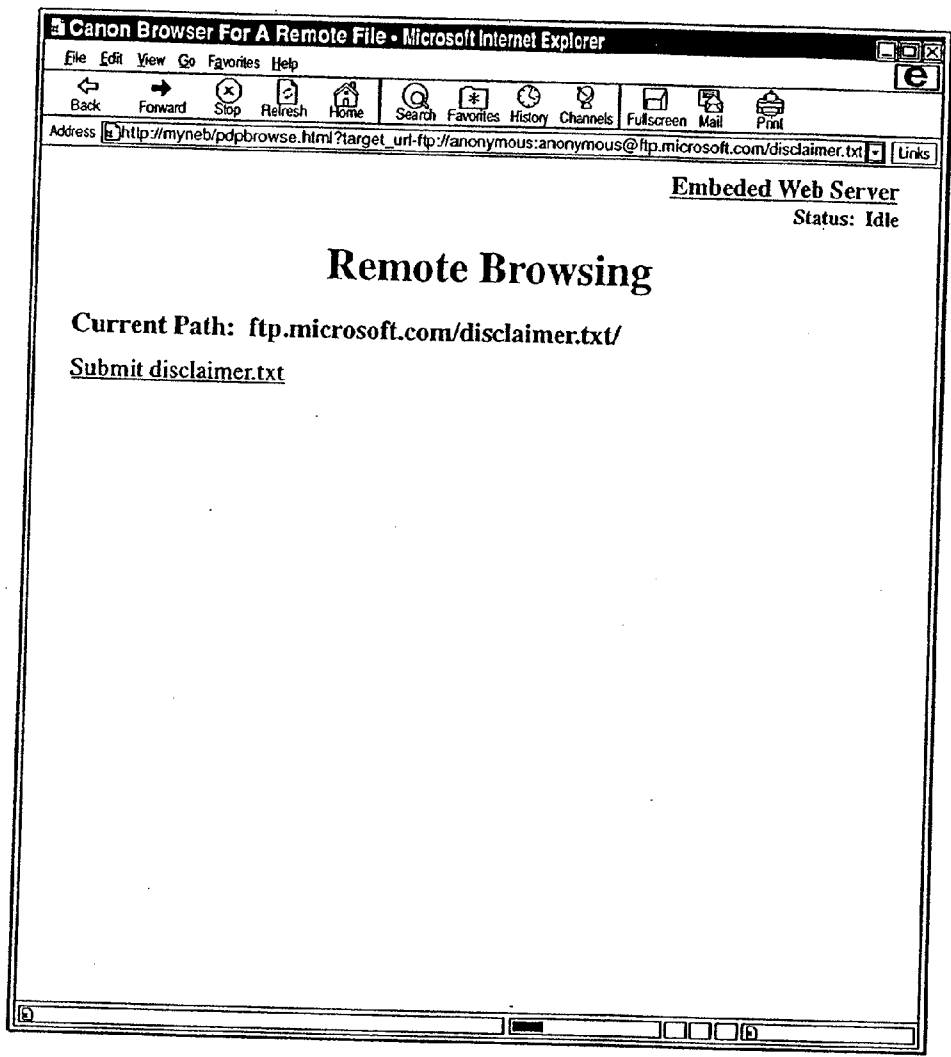 Canon Browser For A Remote File - Microsoft Internet Explorer
File Edit View Go Favorites Help
Back Forward Stop Refresh Home Search Favorites History Channels Fullscreen Mail Print
Address http://myneb/pdpbrowse.html?target_url-ftp://anonymous:anonymous@ftp.microsoft.com/disclaimer.txt Links
Embeded Web Server
Status: Idle
Remote Browsing
Current Path: ftp.microsoft.com/disclaimer.txt/
Submit disclaimer.txt